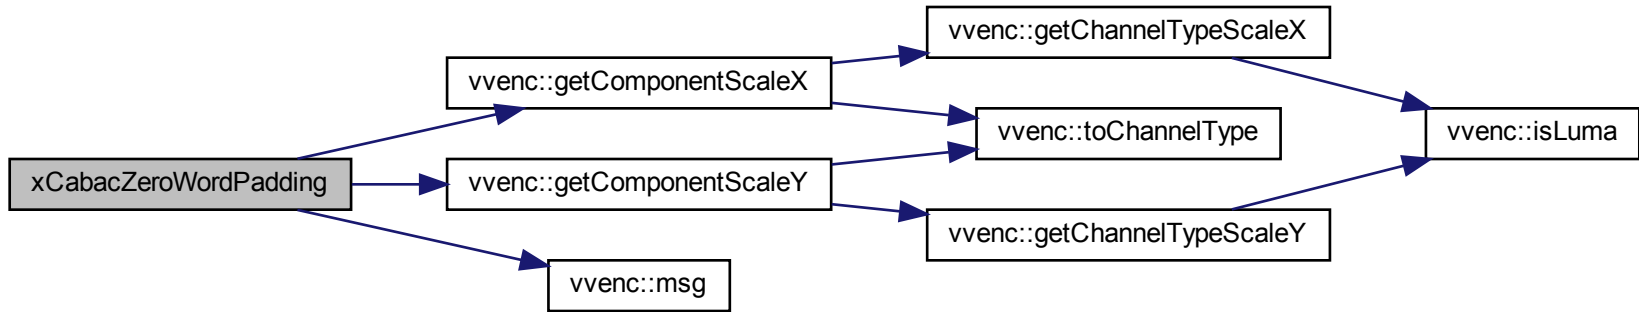 xCabacZeroWordPadding
vvenc::getComponentScaleX
vvenc::getComponentScaleY
vvenc::msg
vvenc::getChannelTypeScaleX
vvenc::toChannelType
vvenc::getChannelTypeScaleY
vvenc::isLuma